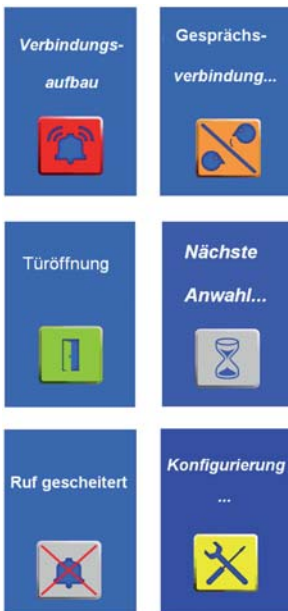 Verbindungs-
aufbau
Gesprächs-
verbindung...
Türöffnung
Nächste
Anwahl...
Ruf gescheitert
Konfigurierung
...